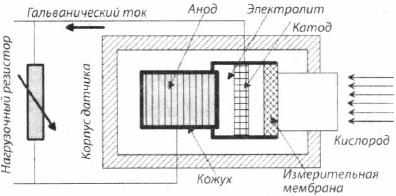 Гальванический ток
Анод
Электролит
Катод
Нагрузочный резистор
Корпус датчика
Кислород
Кожух
Измерительная
мембрана